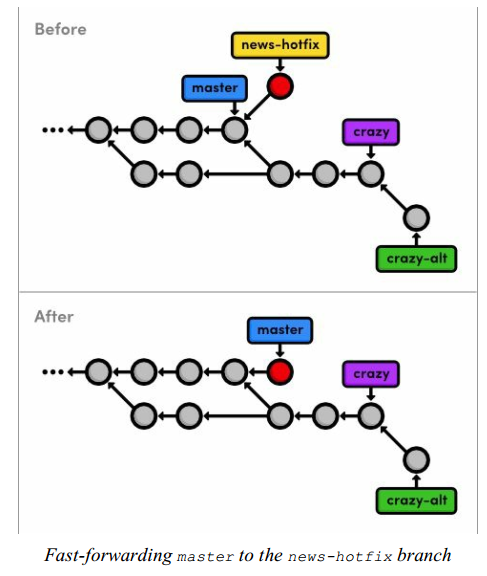 Before
news-hotfix
master
crazy
crazy-alt
After
master
crazy
crazy-alt
Fast-forwarding master to the news-hotfix branch